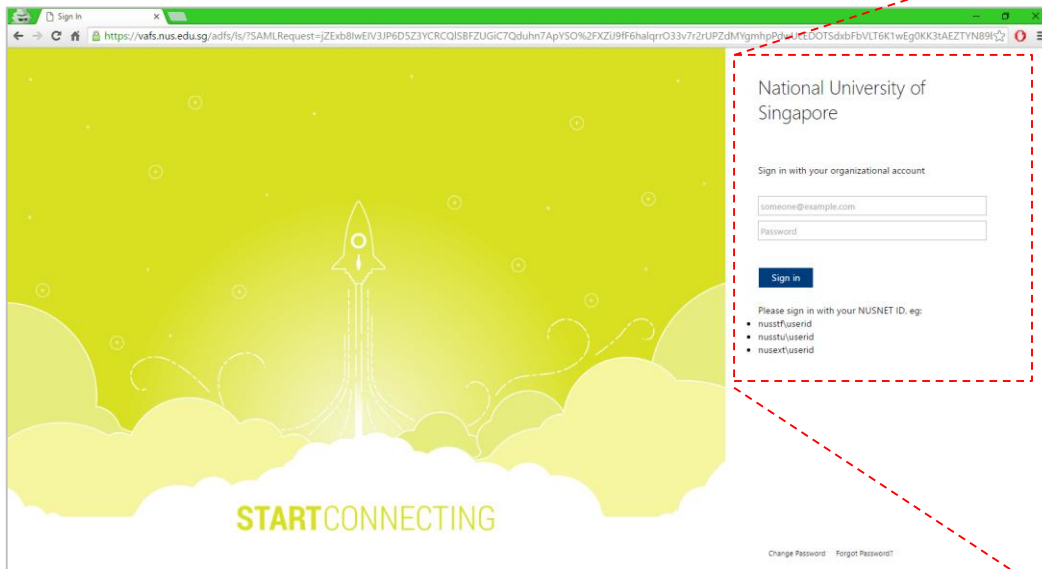 Sign In
https://vafs.nus.edu.sg/adfs/ls/?SAMLRequest=
National University of
Singapore
Sign in with your organizational account
someone@example.com
Password
Sign in
Please sign in with your NUSNET ID, eg:
• nusstf\userid
• nusstu\userid
• nusext\userid
STARTCONNECTING
Change Password Forgot Password?